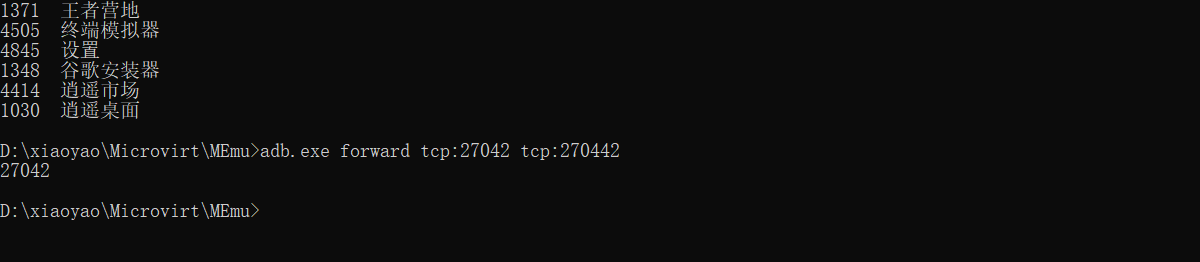 1371 王者营地
4505 终端模拟器
4845 设置
1348 谷歌安装器
4414 逍遥市场
1030 逍遥桌面
D:\xiaoyao\Microvirt\MEmu>adb.exe forward tcp:27042 tcp:270442
27042
D:\xiaoyao\Microvirt\MEmu>